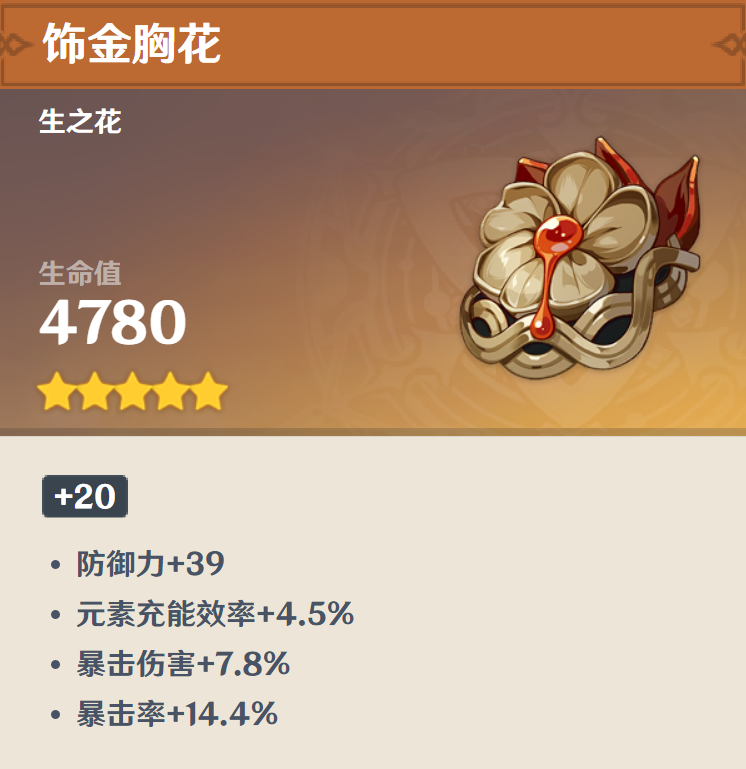 饰金胸花
生之花
生命值
4780
+20
防御力+39
元素充能效率+4.5%
暴击伤害+7.8%
暴击率+14.4%